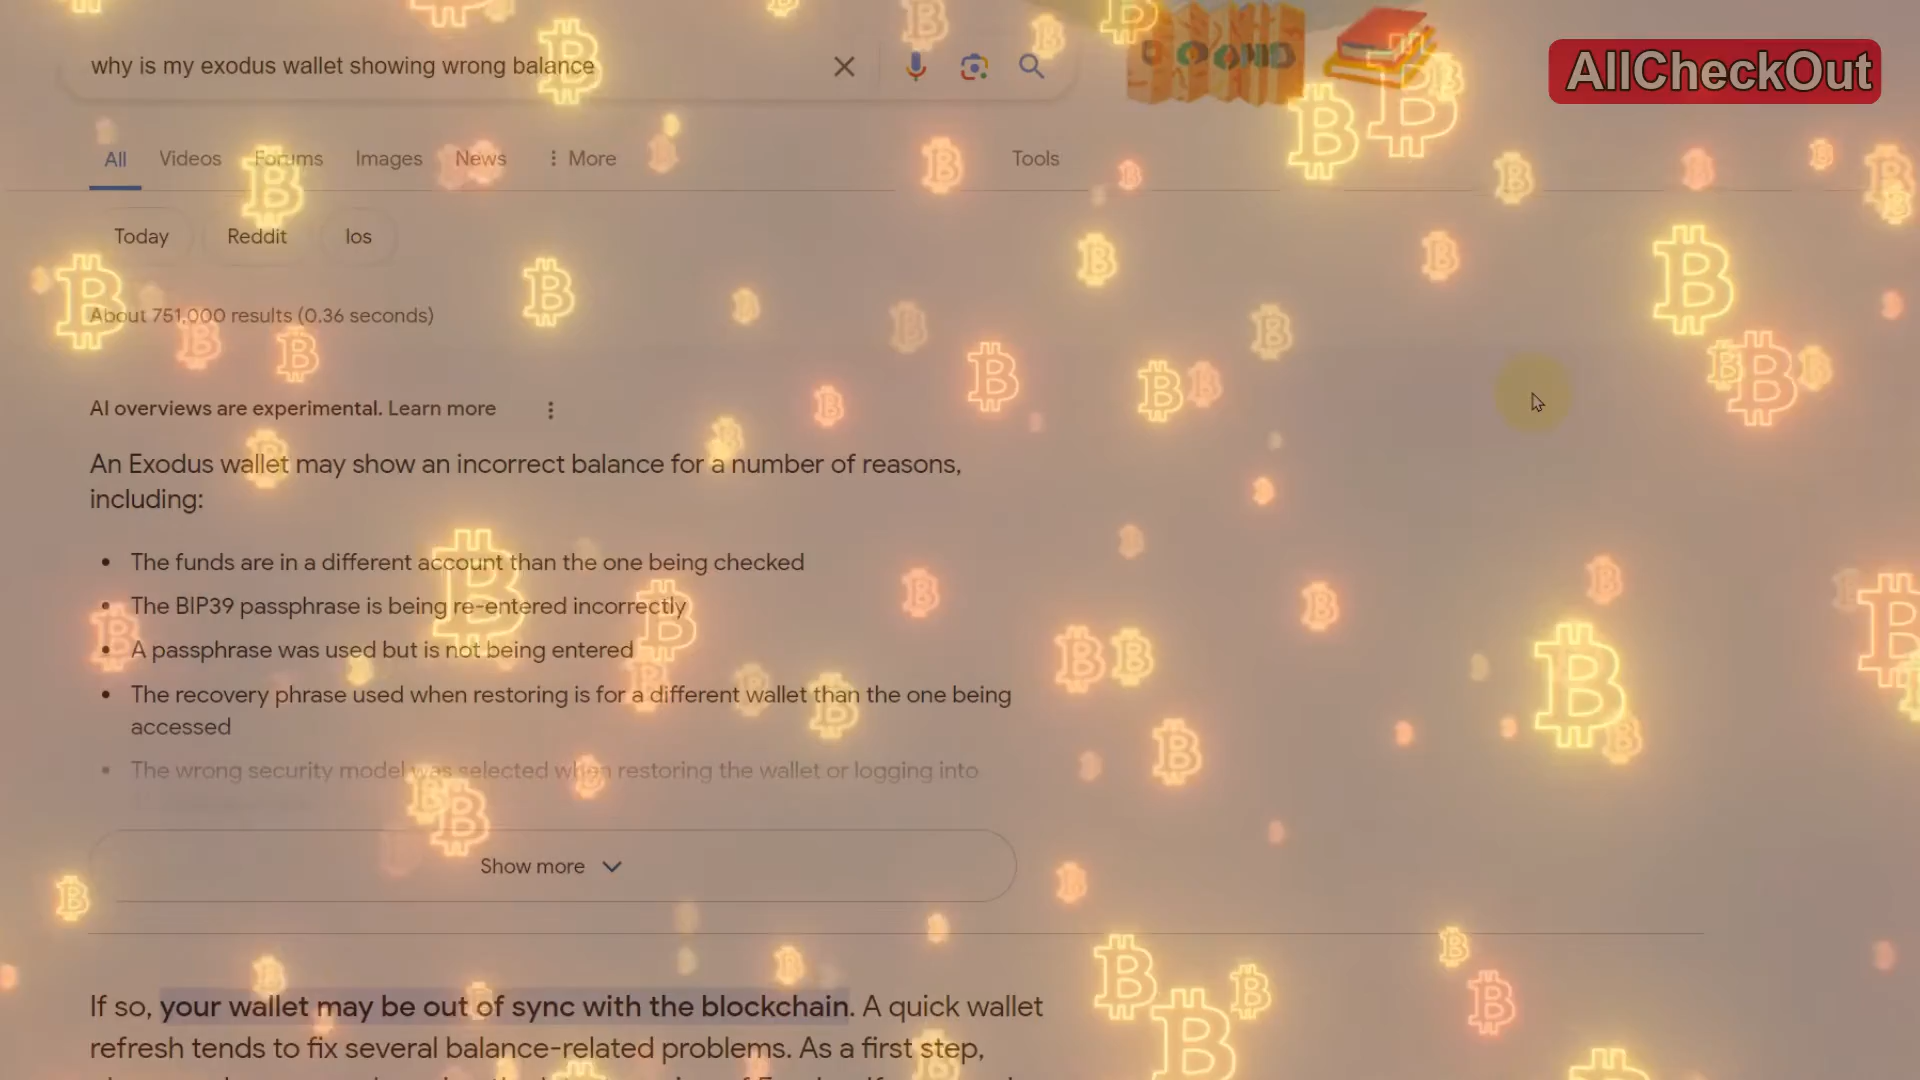 why is my exodus wallet showing wrong balance
AllCheckOut
All Videos Forums Images News More Tools
Today Reddit Ios
About 751,000 results (0.36 seconds)
AI overviews are experimental. Learn more
An Exodus wallet may show an incorrect balance for a number of reasons,
including:
The funds are in a different account than the one being checked
The BIP39 passphrase is being re-entered incorrectly
A passphrase was used but is not being entered
The recovery phrase used when restoring is for a different wallet than the one being
accessed
The wrong security model was selected when restoring the wallet or logging into
Show more
If so, your wallet may be out of sync with the blockchain. A quick wallet
refresh tends to fix several balance-related problems. As a first step,